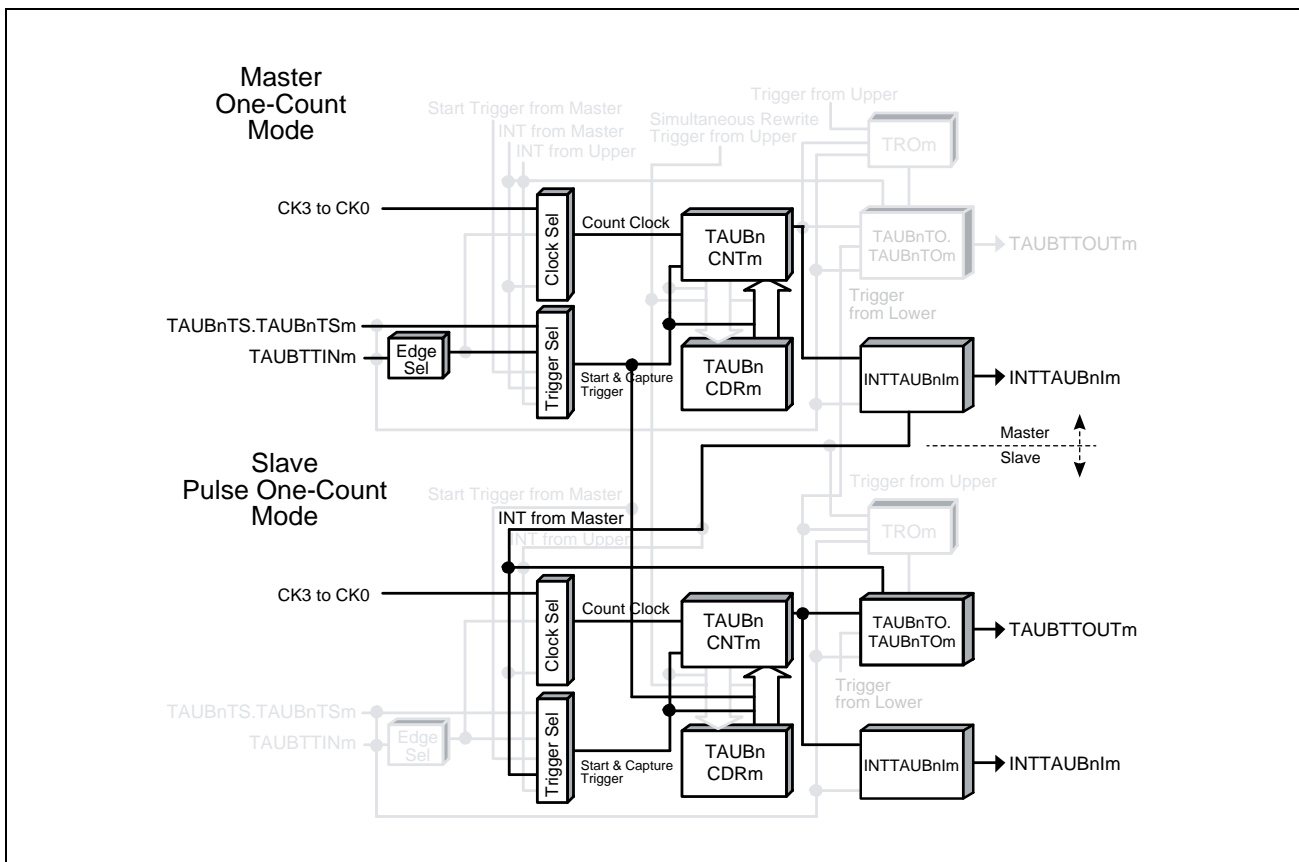 Master
One-Count
Mode
Start Trigger from Master
INT from Master
INT from Upper
Simultaneous Rewrite
Trigger from Upper
Trigger from Upper
TROm
CK3 to CK0
Clock Sel
Count Clock
TAUBn
CNTm
TAUBnTO.
TAUBnTOm
TAUBTTOUTm
Trigger
from Lower
TAUBnTS.TAUBnTSm
TAUBTTINm
Edge
Sel
Trigger Sel
Start & Capture
Trigger
TAUBn
CDRm
INTTAUBnIm
INTTAUBnIm
Master
Slave
Slave
Pulse One-Count
Mode
Start Trigger from Master
INT from Master
INT from Upper
Trigger from Upper
TROm
CK3 to CK0
Clock Sel
Count Clock
TAUBn
CNTm
TAUBnTO.
TAUBnTOm
TAUBTTOUTm
Trigger
from Lower
TAUBnTS.TAUBnTSm
TAUBTTINm
Edge
Sel
Trigger Sel
Start & Capture
Trigger
TAUBn
CDRm
INTTAUBnIm
INTTAUBnIm